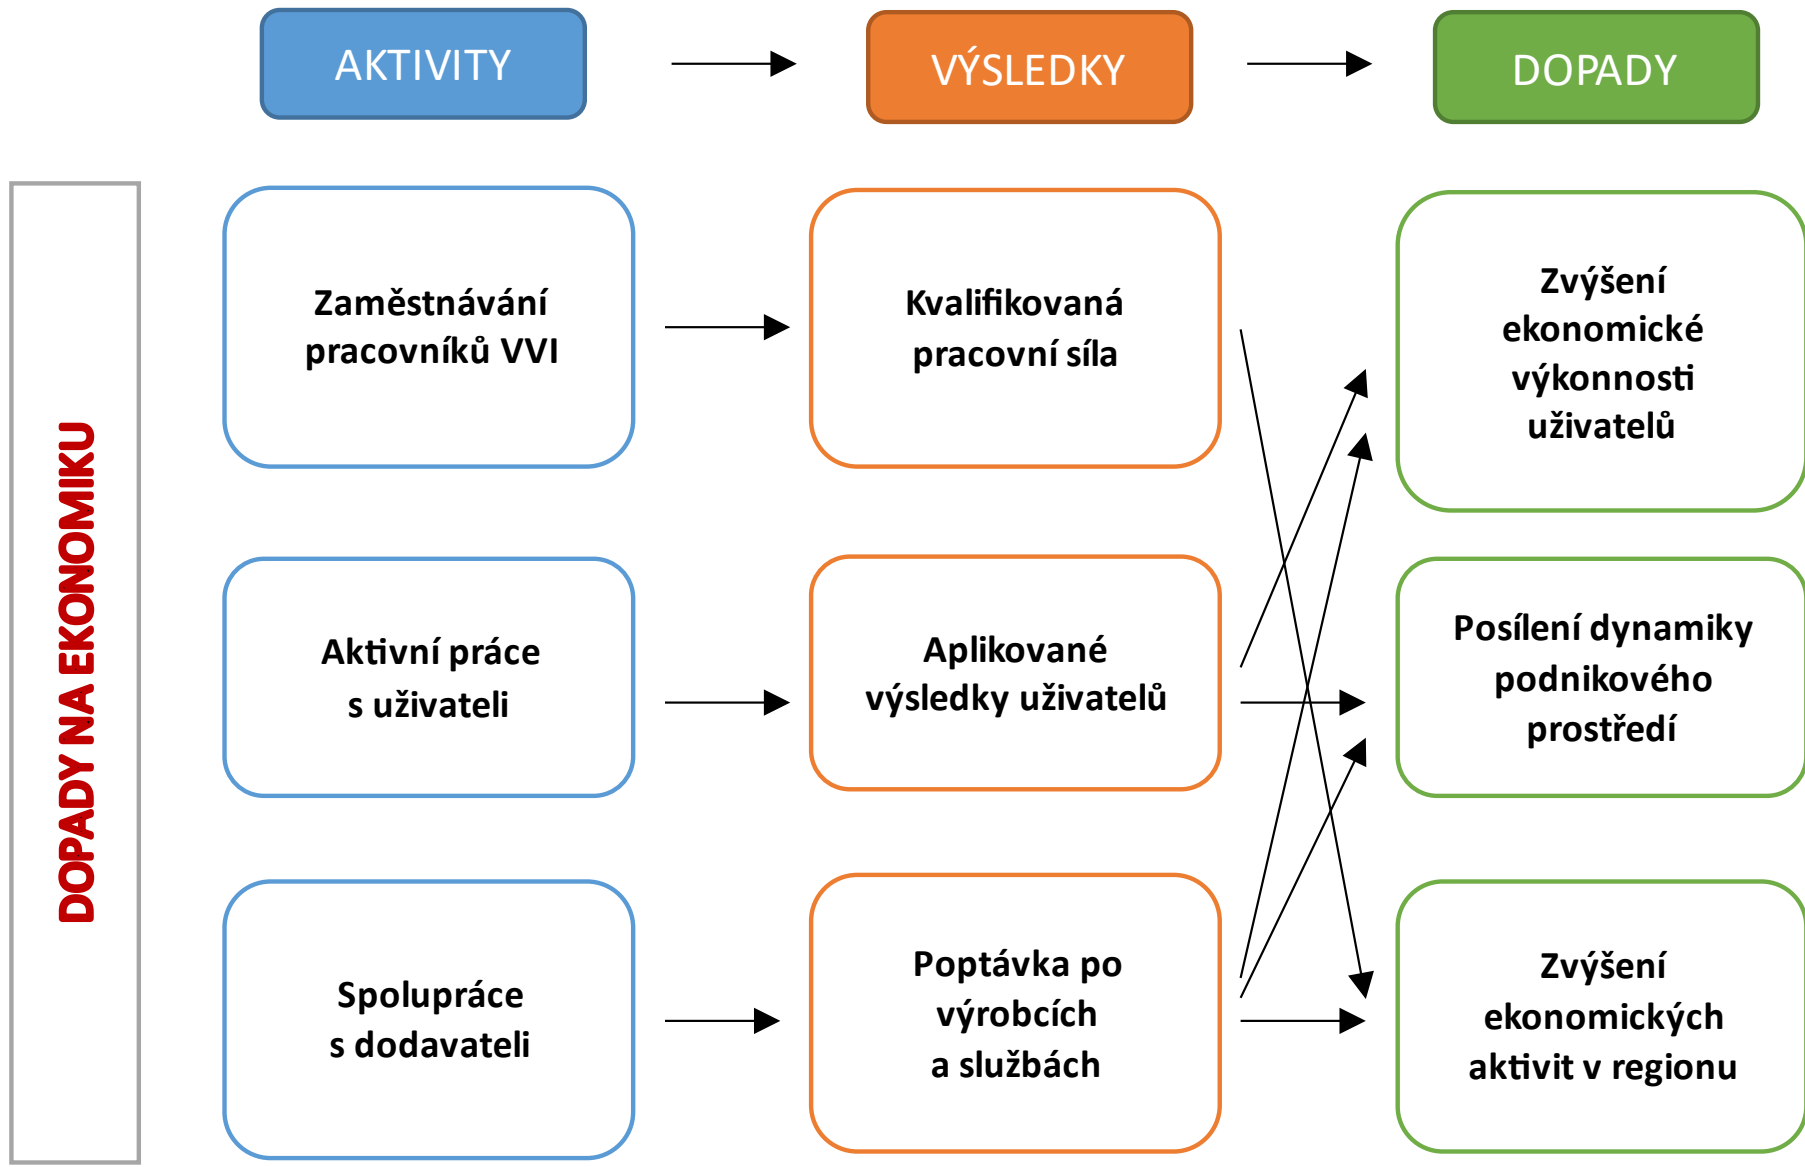 AKTIVITY
VÝSLEDKY
DOPADY
DOPADY NA EKONOMIKU
Zaměstnávání
pracovníků VVI
Kvalifikovaná
pracovní síla
Zvýšení
ekonomické
výkonnosti
uživatelů
Aktivní práce
s uživateli
Aplikované
výsledky uživatelů
Posílení dynamiky
podnikového
prostředí
Spolupráce
s dodavateli
Poptávka po
výrobcích
a službách
Zvýšení
ekonomických
aktivit v regionu